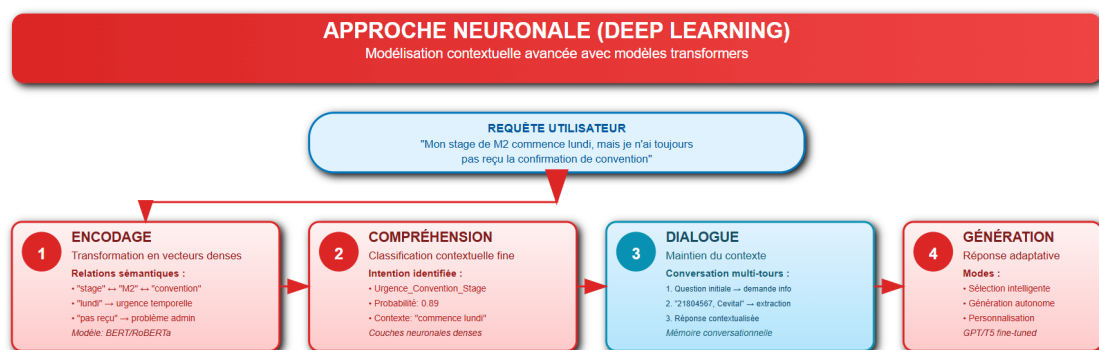 APPROCHE NEURONALE (DEEP LEARNING)
Modélisation contextuelle avancée avec modèles transformers
REQUÊTE UTILISATEUR
"Mon stage de M2 commence lundi, mais je n'ai toujours
pas reçu la confirmation de convention"
1
ENCODAGE
Transformation en vecteurs denses
Relations sémantiques :
• "stage" ↔ "M2" ↔ "convention"
• "lundi" → urgence temporelle
• "pas reçu" → problème admin
Modèle: BERT/RoBERTa
2
COMPRÉHENSION
Classification contextuelle fine
Intention identifiée :
• Urgence_Convention_Stage
• Probabilité: 0.89
• Contexte: "commence lundi"
Couches neuronales denses
3
DIALOGUE
Maintien du contexte
Conversation multi-tours :
1. Question initiale → demande info
2. "21804567, Cevital" → extraction
3. Réponse contextualisée
Mémoire conversationnelle
4
GÉNÉRATION
Réponse adaptative
Modes :
• Sélection intelligente
• Génération autonome
• Personnalisation
GPT/T5 fine-tuned